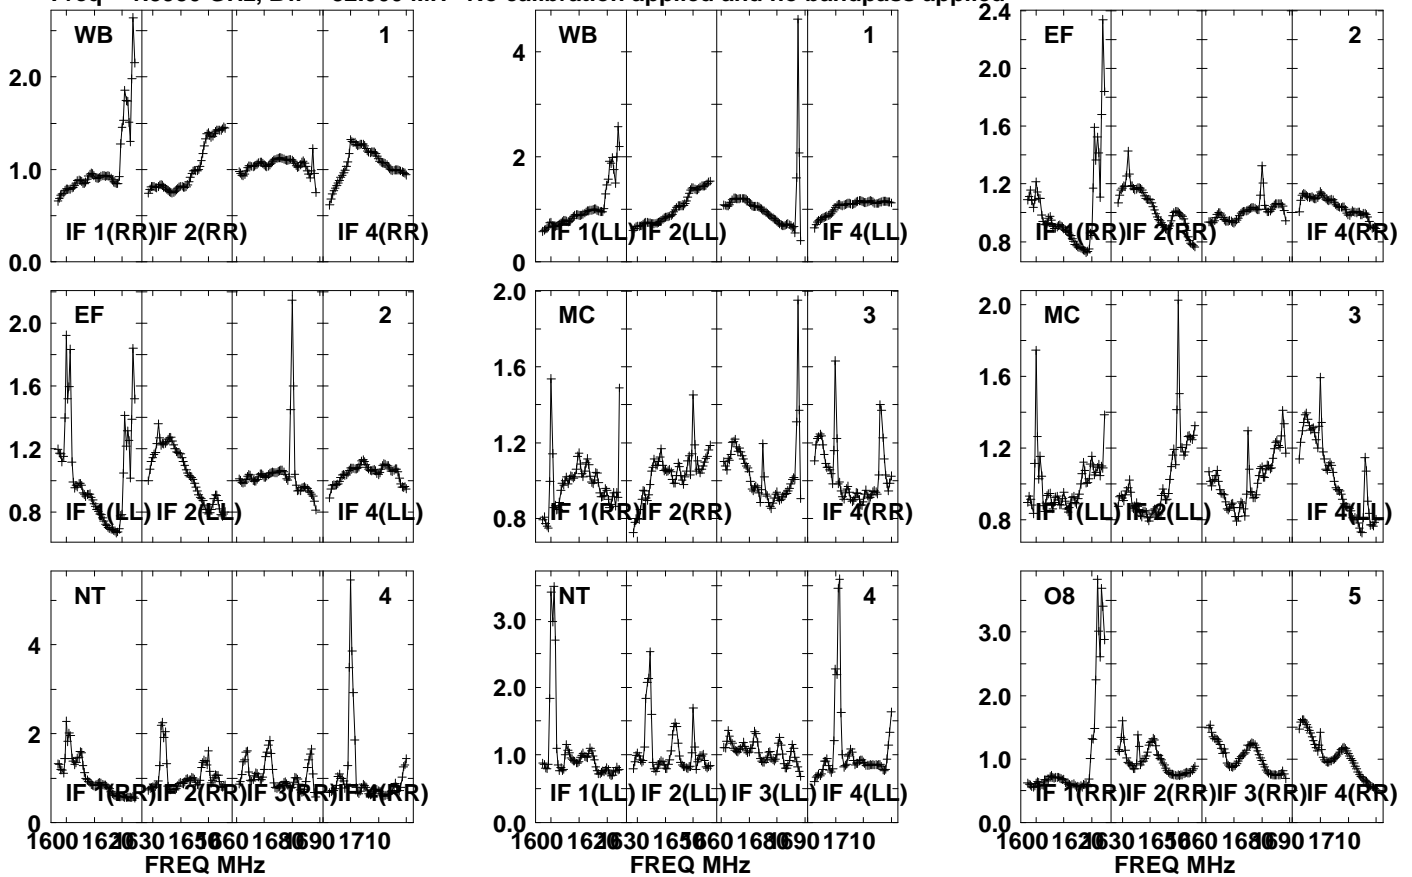 WB 1 WB 1 EF 2
2.4
2.0 4 2.0
1.6
1.0 2 1.2
IF 1(RR) IF 2(RR) IF 4(RR) IF 1(LL) IF 2(LL) IF 4(LL) IF 1(RR) IF 2(RR) IF 4(RR)
0.8
0.0 0
EF 2 MC 3 MC 3
2.0 2.0 2.0
1.6 1.6 1.6
1.2 1.2 1.2
0.8 0.8 0.8
IF 1(LL) IF 2(LL) IF 4(LL) IF 1(RR) IF 2(RR) IF 4(RR) IF 1(LL) IF 2(LL) IF 4(LL)
NT 4 NT 4 O8 5
4 3.0 3.0
2 2.0 2.0
1.0 1.0
IF 1(RR) IF 2(RR) IF 3(RR) IF 4(RR) IF 1(LL) IF 2(LL) IF 3(LL) IF 4(LL) IF 1(RR) IF 2(RR) IF 3(RR) IF 4(RR)
0 0.0 0.0
1600 1620 1630 1650 1660 1680 1690 1710 1600 1620 1630 1650 1660 1680 1690 1710 1600 1620 1630 1650 1660 1680 1690 1710
FREQ MHz FREQ MHz FREQ MHz